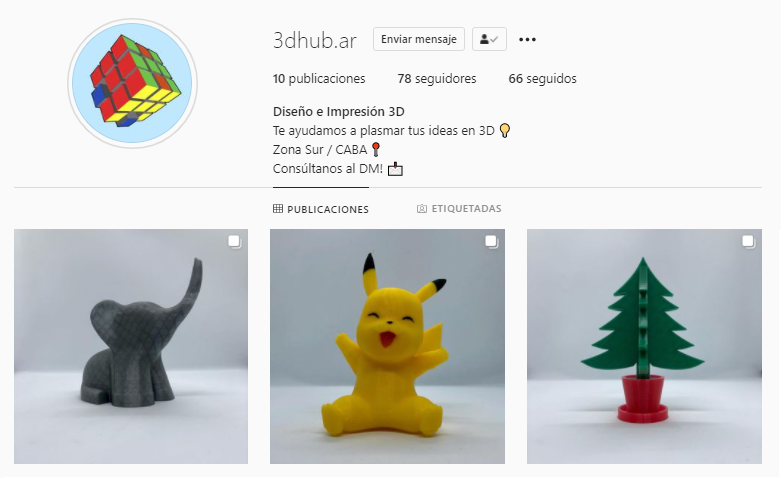 3dhub.ar Enviar mensaje
10 publicaciones 78 seguidores 66 seguidos
Diseño e Impresión 3D
Te ayudamos a plasmar tus ideas en 3D
Zona Sur / CABA
Consúltanos al DM!
PUBLICACIONES ETIQUETADAS